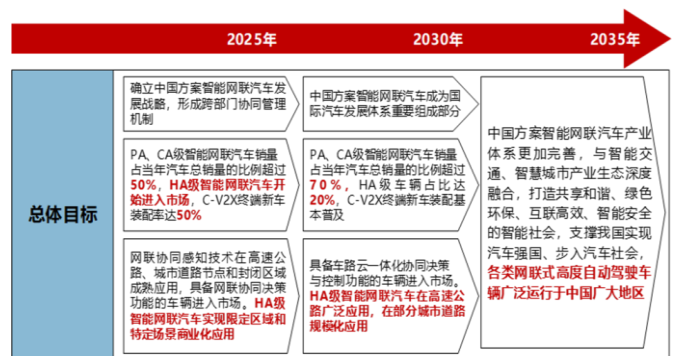 2025年
2030年
2035年
总体目标
确立中国方案智能网联汽车发
展战略，形成跨部门协同管理
机制
PA、CA级智能网联汽车销量
占当年汽车总销量的比例超过
50%，HA级智能网联汽车开
始进入市场，C-V2X终端新车
装配率达50%
网联协同感知技术在高速公
路、城市道路节点和封闭区域
成熟应用，具备网联协同决策
功能的车辆进入市场。HA级
智能网联汽车实现限定区域和
特定场景商业化应用
中国方案智能网联汽车成为国
际汽车发展体系重要组成部分
PA、CA级智能网联汽车销量
占当年汽车总销量的比例超过
70%，HA级车辆占比达
20%，C-V2X终端新车装配基
本普及
具备车路云一体化协同决策
与控制功能的车辆进入市场。
HA级智能网联汽车在高速公
路广泛应用，在部分城市道路
规模化应用
中国方案智能网联汽车产业
体系更加完善，与智能交
通、智慧城市产业生态深度
融合，打造共享和谐、绿色
环保、互联高效、智能安全
的智能社会，支撑我国实现
汽车强国、步入汽车社会，
各类网联式高度自动驾驶车
辆广泛运行于中国广大地区